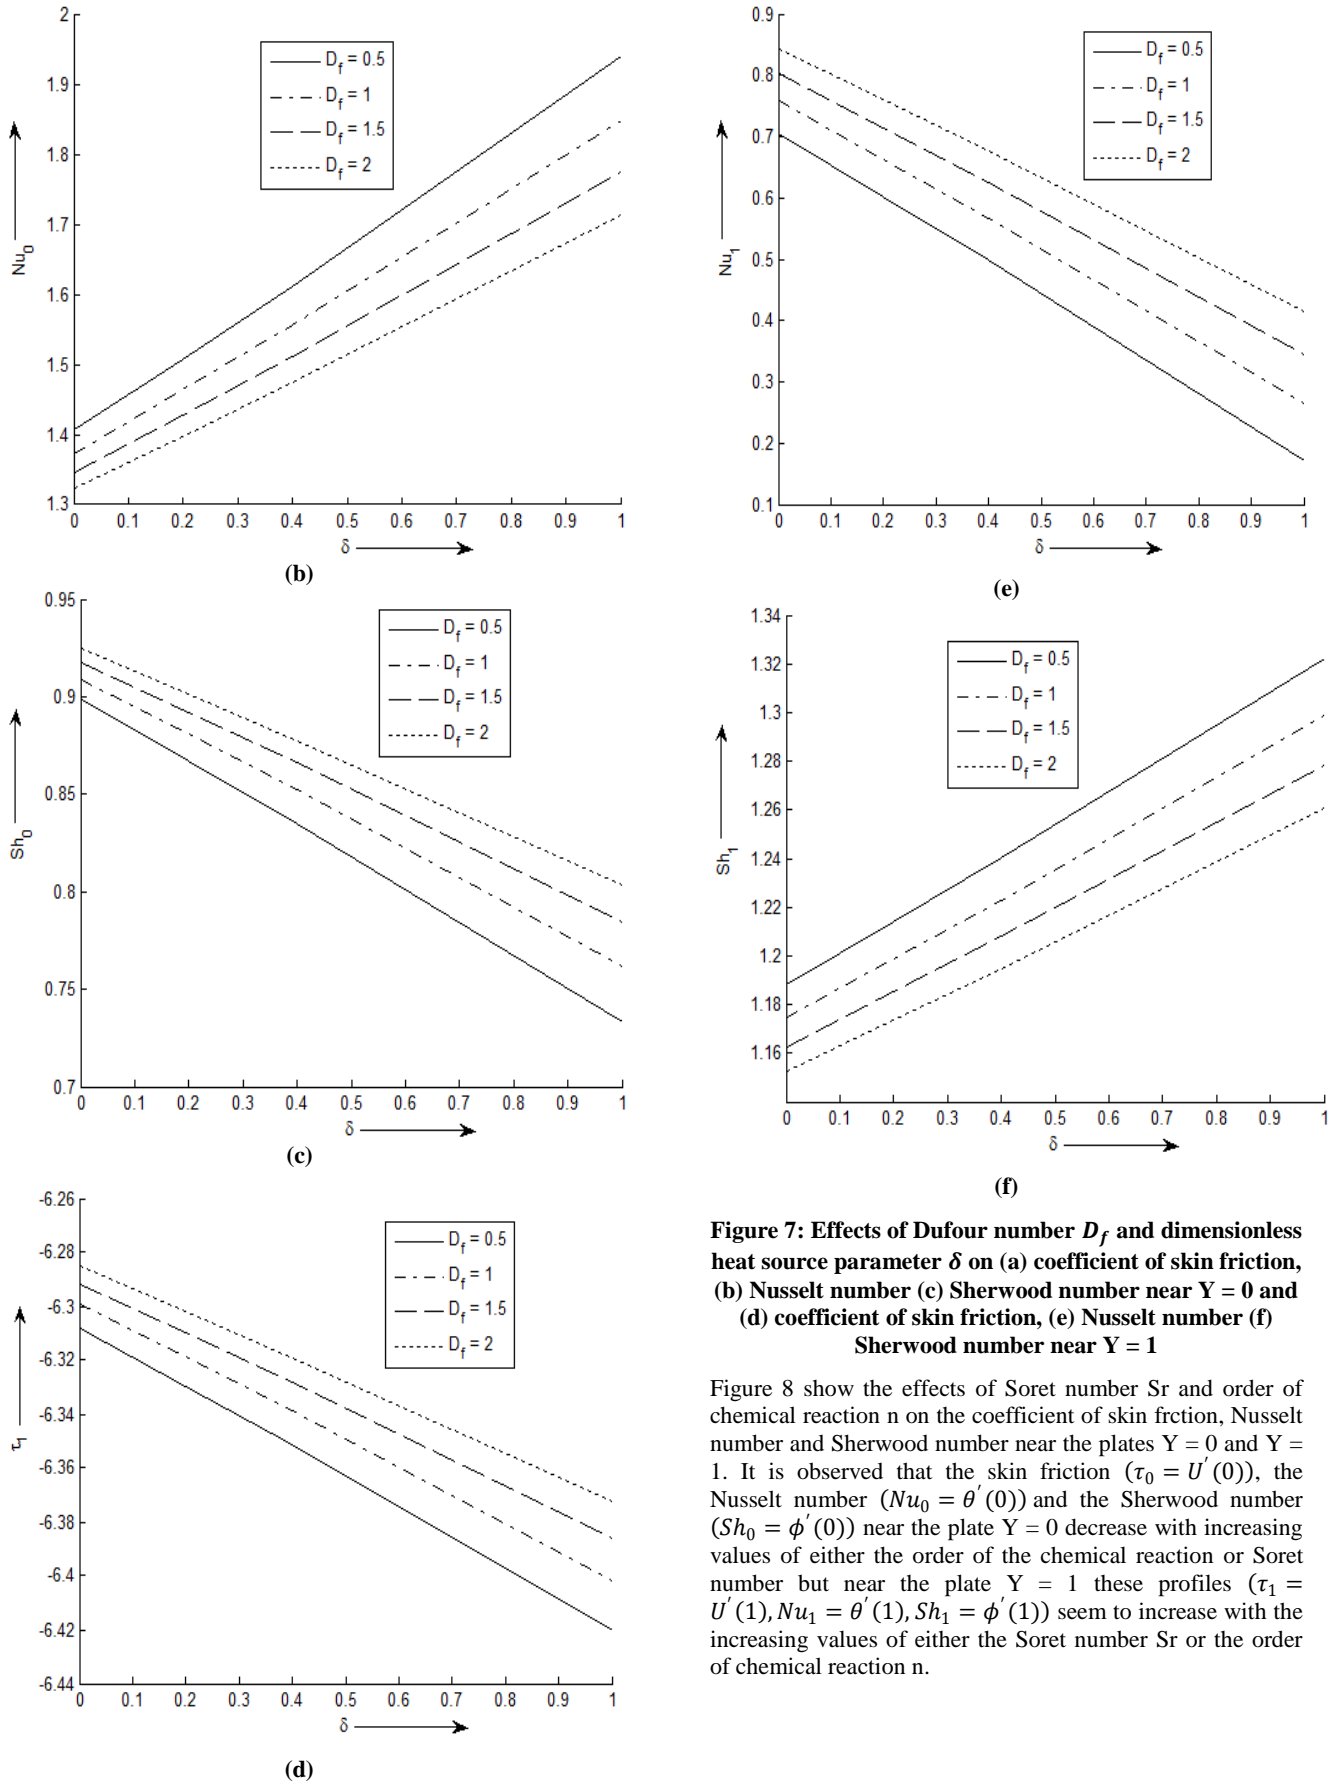 2
1.9
1.8
1.7
1.6
1.5
1.4
1.3
Nu0
D_f = 0.5
D_f = 1
D_f = 1.5
D_f = 2
0 0.1 0.2 0.3 0.4 0.5 0.6 0.7 0.8 0.9 1
δ
(b)
0.95
0.9
0.85
0.8
0.75
0.7
Sh0
D_f = 0.5
D_f = 1
D_f = 1.5
D_f = 2
0 0.1 0.2 0.3 0.4 0.5 0.6 0.7 0.8 0.9 1
δ
(c)
-6.26
-6.28
-6.3
-6.32
-6.34
-6.36
-6.38
-6.4
-6.42
-6.44
τ1
D_f = 0.5
D_f = 1
D_f = 1.5
D_f = 2
0 0.1 0.2 0.3 0.4 0.5 0.6 0.7 0.8 0.9 1
δ
(d)
0.9
0.8
0.7
0.6
0.5
0.4
0.3
0.2
0.1
Nu1
D_f = 0.5
D_f = 1
D_f = 1.5
D_f = 2
0 0.1 0.2 0.3 0.4 0.5 0.6 0.7 0.8 0.9 1
δ
(e)
1.34
1.32
1.3
1.28
1.26
1.24
1.22
1.2
1.18
1.16
Sh1
D_f = 0.5
D_f = 1
D_f = 1.5
D_f = 2
0 0.1 0.2 0.3 0.4 0.5 0.6 0.7 0.8 0.9 1
δ
(f)
Figure 7: Effects of Dufour number D_f and dimensionless
heat source parameter δ on (a) coefficient of skin friction,
(b) Nusselt number (c) Sherwood number near Y = 0 and
(d) coefficient of skin friction, (e) Nusselt number (f)
Sherwood number near Y = 1
Figure 8 show the effects of Soret number Sr and order of
chemical reaction n on the coefficient of skin frction, Nusselt
number and Sherwood number near the plates Y = 0 and Y =
1. It is observed that the skin friction (τ0 = U′(0)), the
Nusselt number (Nu0 = θ′(0)) and the Sherwood number
(Sh0 = ϕ′(0)) near the plate Y = 0 decrease with increasing
values of either the order of the chemical reaction or Soret
number but near the plate Y = 1 these profiles (τ1 =
U′(1), Nu1 = θ′(1), Sh1 = ϕ′(1)) seem to increase with the
increasing values of either the Soret number Sr or the order
of chemical reaction n.